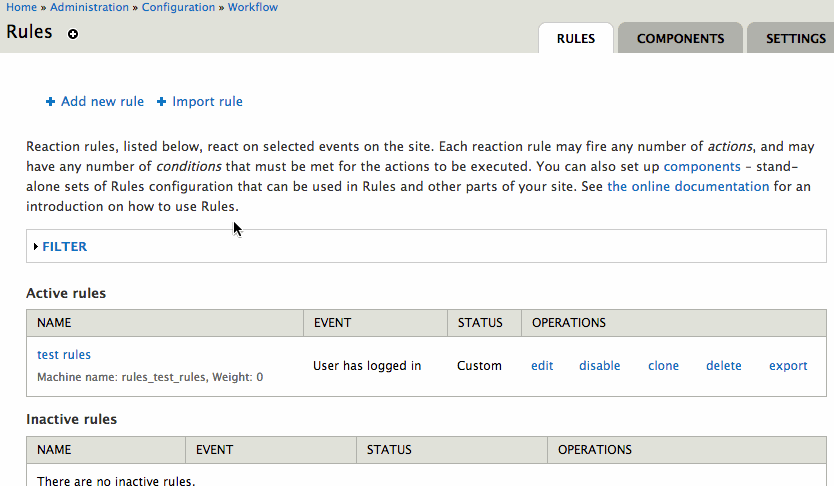 Home » Administration » Configuration » Workflow
Rules
RULES COMPONENTS SETTINGS
Add new rule Import rule
Reaction rules, listed below, react on selected events on the site. Each reaction rule may fire any number of actions, and may
have any number of conditions that must be met for the actions to be executed. You can also set up components – stand-
alone sets of Rules configuration that can be used in Rules and other parts of your site. See the online documentation for an
introduction on how to use Rules.
FILTER
Active rules
NAME EVENT STATUS OPERATIONS
test rules
User has logged in Custom edit disable clone delete export
Machine name: rules_test_rules, Weight: 0
Inactive rules
NAME EVENT STATUS OPERATIONS
There are no inactive rules.